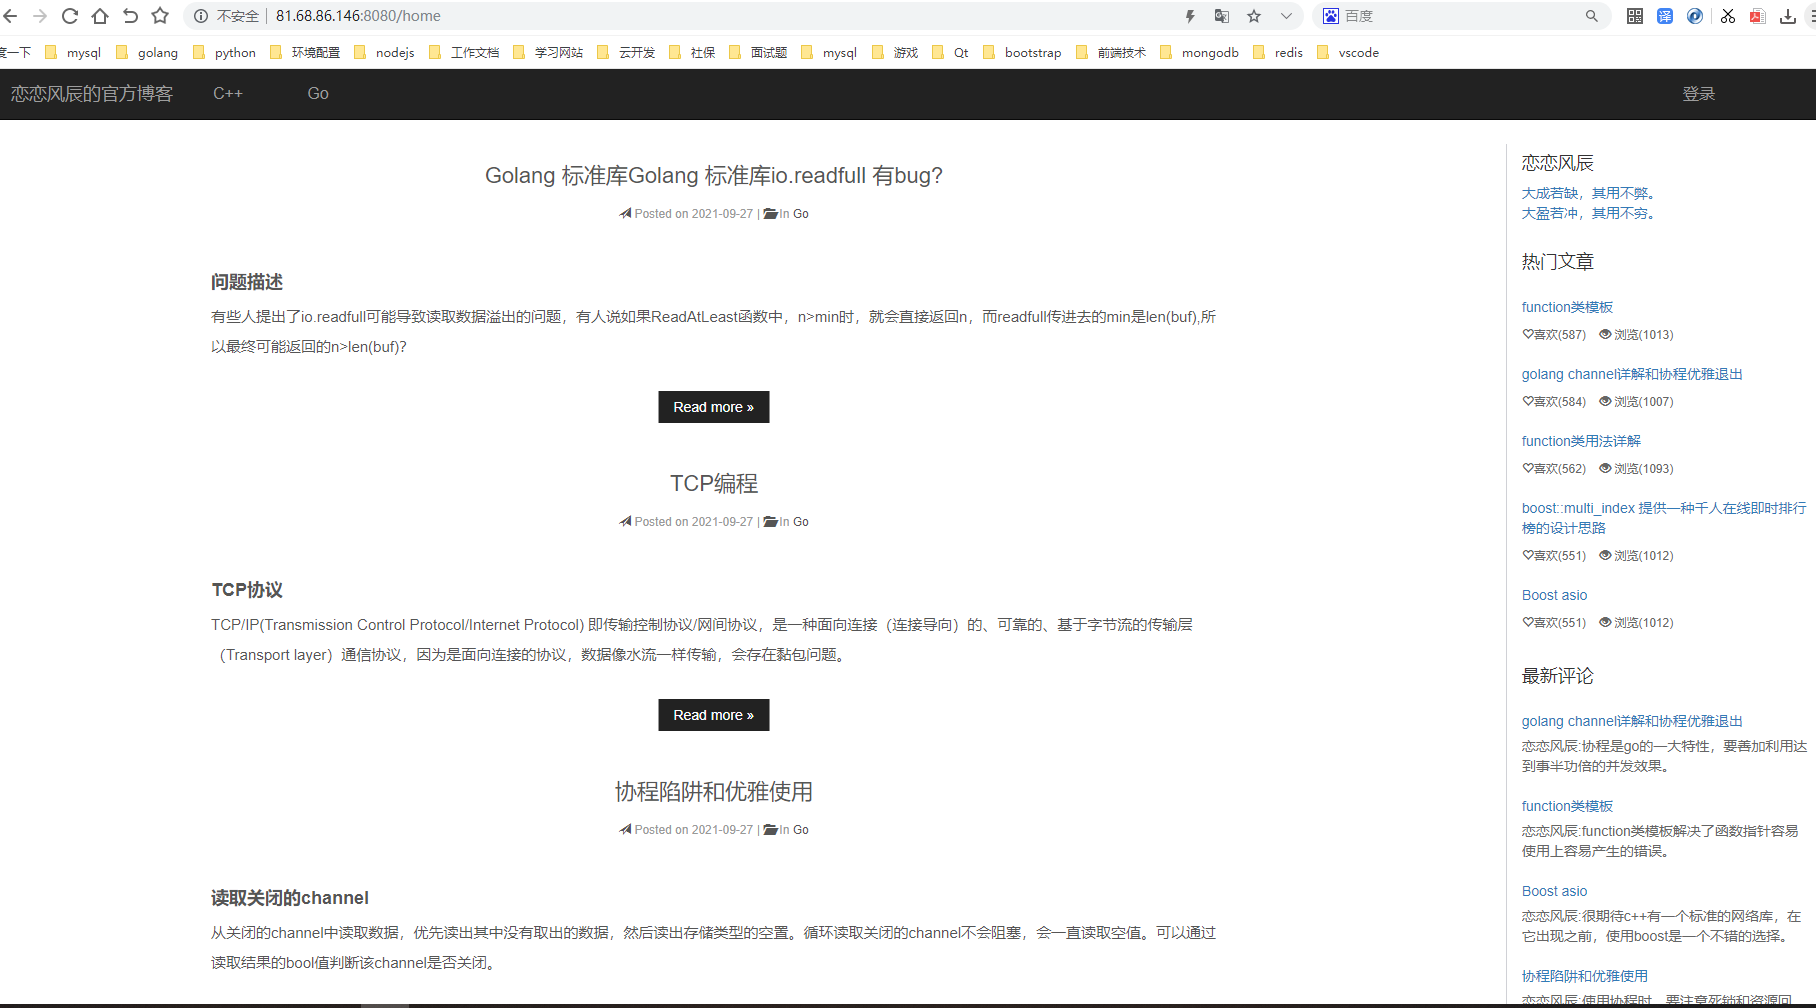 不安全 81.68.86.146:8080/home 百度
度一下 mysql golang python 环境配置 nodejs 工作文档 学习网站 云开发 社保 面试题 mysql 游戏 Qt bootstrap 前端技术 mongodb redis vscode
恋恋风辰的官方博客 C++ Go 登录
Golang 标准库Golang 标准库io.readfull 有bug?
Posted on 2021-09-27 | In Go
问题描述
有些人提出了io.readfull可能导致读取数据溢出的问题，有人说如果ReadAtLeast函数中，n>min时，就会直接返回n，而readfull传进去的min是len(buf),所
以最终可能返回的n>len(buf)?
Read more »
TCP编程
Posted on 2021-09-27 | In Go
TCP协议
TCP/IP(Transmission Control Protocol/Internet Protocol) 即传输控制协议/网间协议，是一种面向连接（连接导向）的、可靠的、基于字节流的传输层
（Transport layer）通信协议，因为是面向连接的协议，数据像水流一样传输，会存在黏包问题。
Read more »
协程陷阱和优雅使用
Posted on 2021-09-27 | In Go
读取关闭的channel
从关闭的channel中读取数据，优先读出其中没有取出的数据，然后读出存储类型的空置。循环读取关闭的channel不会阻塞，会一直读取空值。可以通过
读取结果的bool值判断该channel是否关闭。
恋恋风辰
大成若缺，其用不弊。
大盈若冲，其用不穷。
热门文章
function类模板
喜欢(587) 浏览(1013)
golang channel详解和协程优雅退出
喜欢(584) 浏览(1007)
function类用法详解
喜欢(562) 浏览(1093)
boost::multi_index 提供一种千人在线即时排行
榜的设计思路
喜欢(551) 浏览(1012)
Boost asio
喜欢(551) 浏览(1012)
最新评论
golang channel详解和协程优雅退出
恋恋风辰:协程是go的一大特性，要善加利用达
到事半功倍的并发效果。
function类模板
恋恋风辰:function类模板解决了函数指针容易
使用上容易产生的错误。
Boost asio
恋恋风辰:很期待c++有一个标准的网络库，在
它出现之前，使用boost是一个不错的选择。
协程陷阱和优雅使用
恋恋风辰:使用协程时，要注意死锁和资源回